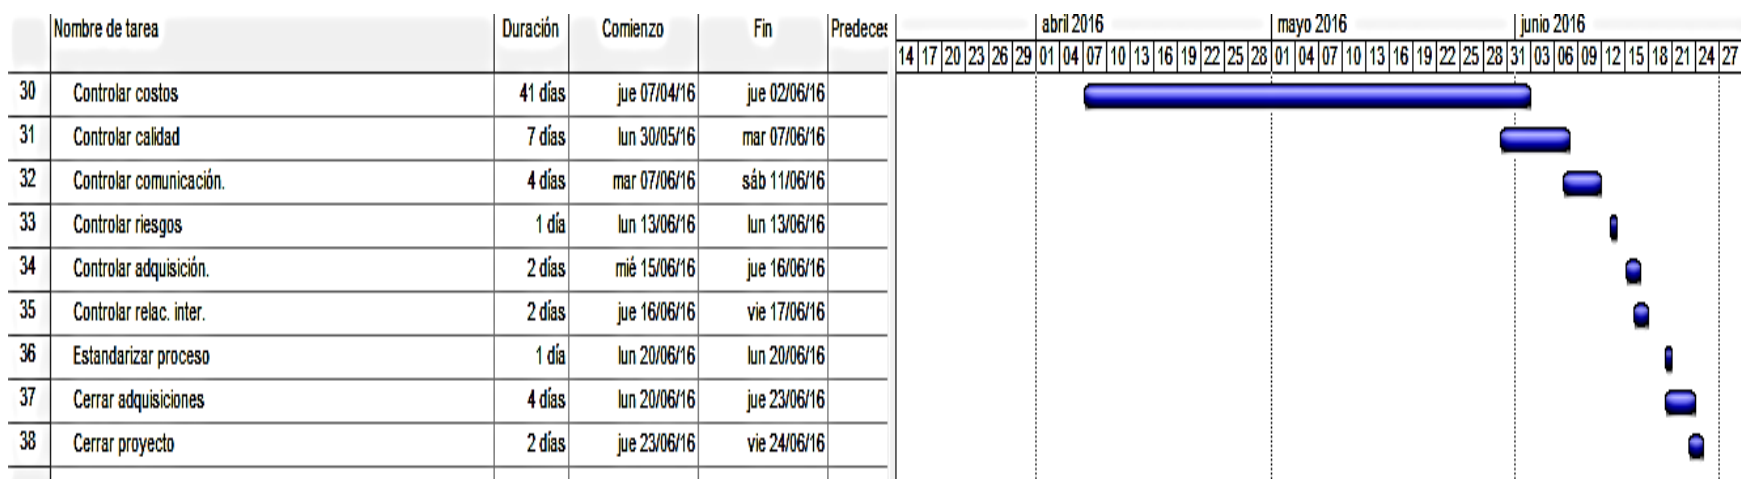 Nombre de tarea Duración Comienzo Fin Predeces abril 2016 mayo 2016 junio 2016
14 17 20 23 26 29 01 04 07 10 13 16 19 22 25 28 01 04 07 10 13 16 19 22 25 28 31 03 06 09 12 15 18 21 24 27
30 Controlar costos 41 días jue 07/04/16 jue 02/06/16
31 Controlar calidad 7 días lun 30/05/16 mar 07/06/16
32 Controlar comunicación. 4 días mar 07/06/16 sáb 11/06/16
33 Controlar riesgos 1 día lun 13/06/16 lun 13/06/16
34 Controlar adquisición. 2 días mié 15/06/16 jue 16/06/16
35 Controlar relac. inter. 2 días jue 16/06/16 vie 17/06/16
36 Estandarizar proceso 1 día lun 20/06/16 lun 20/06/16
37 Cerrar adquisiciones 4 días lun 20/06/16 jue 23/06/16
38 Cerrar proyecto 2 días jue 23/06/16 vie 24/06/16